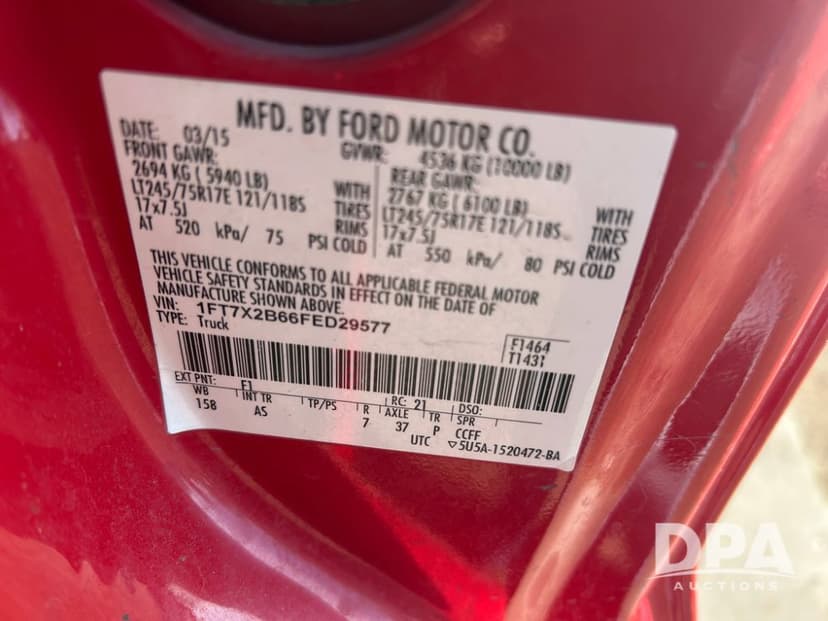 MFD. BY FORD MOTOR CO.
DATE: 03/15 GVWR: 4536 KG (10000 LB)
FRONT GAWR: REAR GAWR:
2694 KG ( 5940 LB) WITH 2767 KG ( 6100 LB) WITH
LT245/75R17E 121/118S TIRES LT245/75R17E 121/118S TIRES
17x7.5J RIMS 17x7.5J RIMS
AT 520 kPa/ 75 PSI COLD AT 550 kPa/ 80 PSI COLD
THIS VEHICLE CONFORMS TO ALL APPLICABLE FEDERAL MOTOR
VEHICLE SAFETY STANDARDS IN EFFECT ON THE DATE OF
MANUFACTURE SHOWN ABOVE.
VIN: 1FT7X2B66FED29577
TYPE: Truck
F1464
T1431
EXT PNT: F1 RC: 21 DSO:
WB INT TR TP/PS R AXLE TR SPR
158 AS 7 37 P CCFF
UTC ▽5U5A-1520472-BA
DPA
AUCTIONS